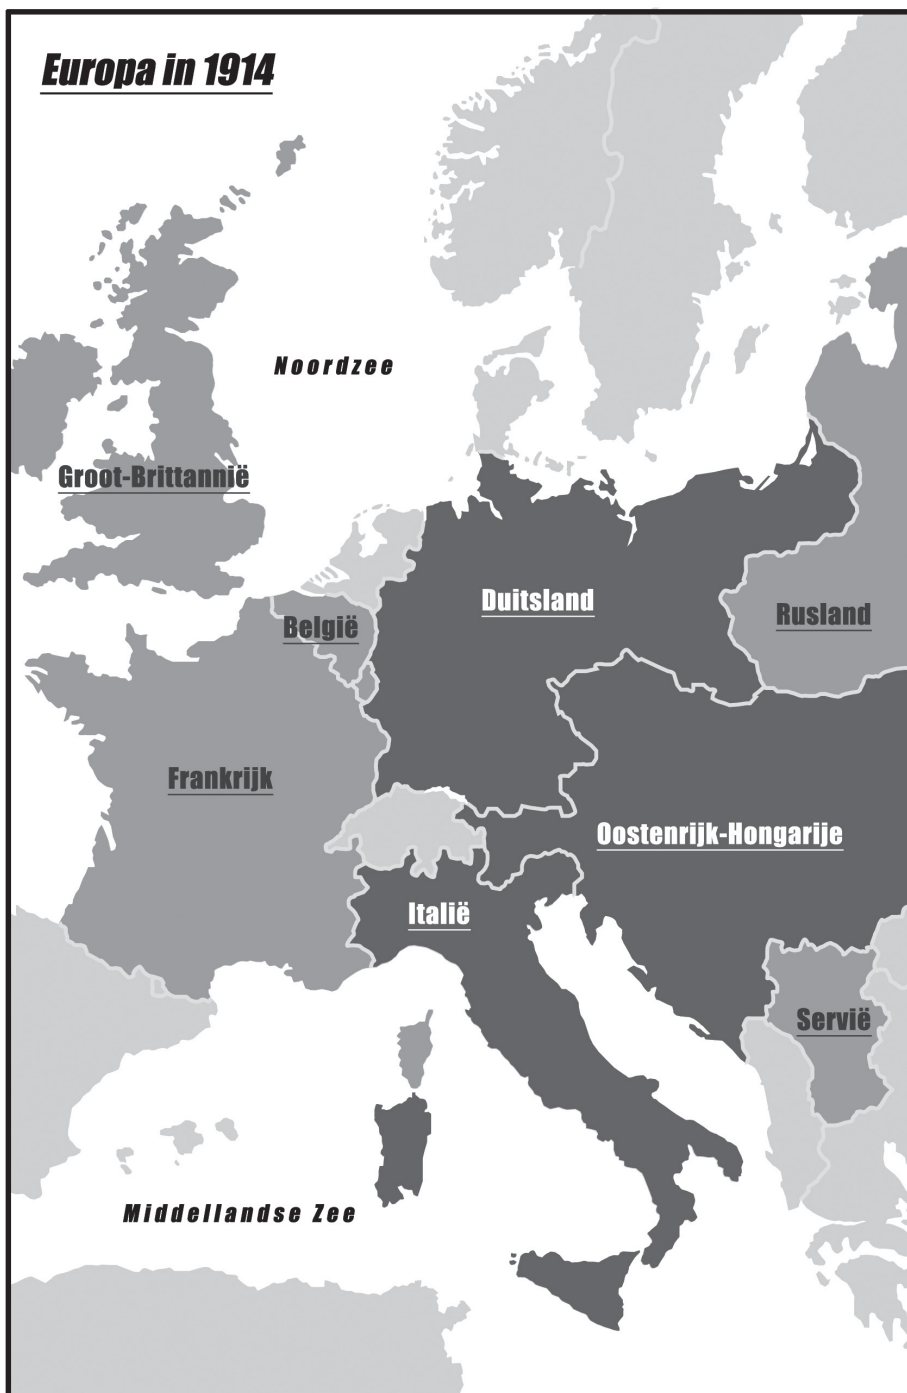 Europa in 1914
Noordzee
Groot-Brittannië
Duitsland
België
Rusland
Frankrijk
Oostenrijk-Hongarije
Italië
Servië
Middellandse Zee